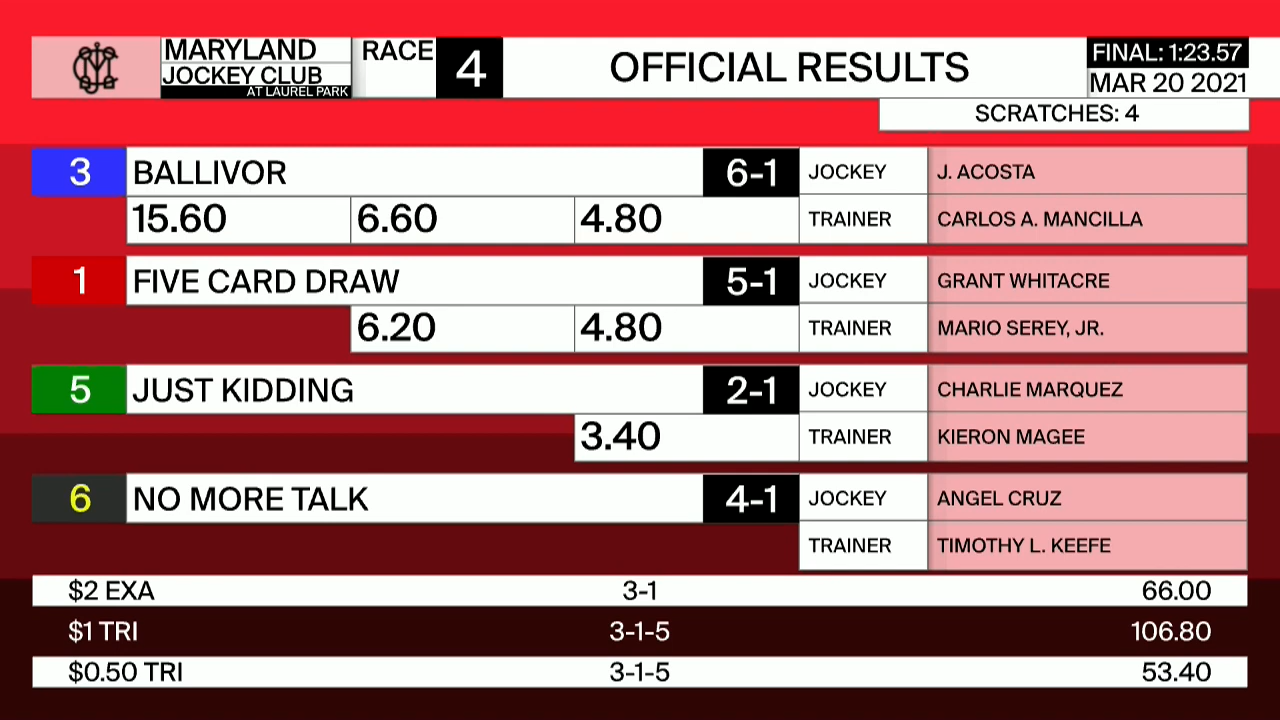 MARYLAND
JOCKEY CLUB
AT LAUREL PARK
RACE 4
OFFICIAL RESULTS
FINAL: 1:23.57
MAR 20 2021
SCRATCHES: 4
3 BALLIVOR 6-1 JOCKEY J. ACOSTA
15.60 6.60 4.80 TRAINER CARLOS A. MANCILLA
1 FIVE CARD DRAW 5-1 JOCKEY GRANT WHITACRE
6.20 4.80 TRAINER MARIO SEREY, JR.
5 JUST KIDDING 2-1 JOCKEY CHARLIE MARQUEZ
3.40 TRAINER KIERON MAGEE
6 NO MORE TALK 4-1 JOCKEY ANGEL CRUZ
TRAINER TIMOTHY L. KEEFE
$2 EXA 3-1 66.00
$1 TRI 3-1-5 106.80
$0.50 TRI 3-1-5 53.40